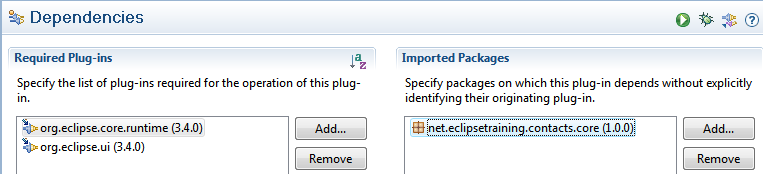 Dependencies
Required Plug-ins
Specify the list of plug-ins required for the operation of this plug-
in.
org.eclipse.core.runtime (3.4.0)
org.eclipse.ui (3.4.0)
Add...
Remove
Imported Packages
Specify packages on which this plug-in depends without explicitly
identifying their originating plug-in.
net.eclipsetraining.contacts.core (1.0.0)
Add...
Remove